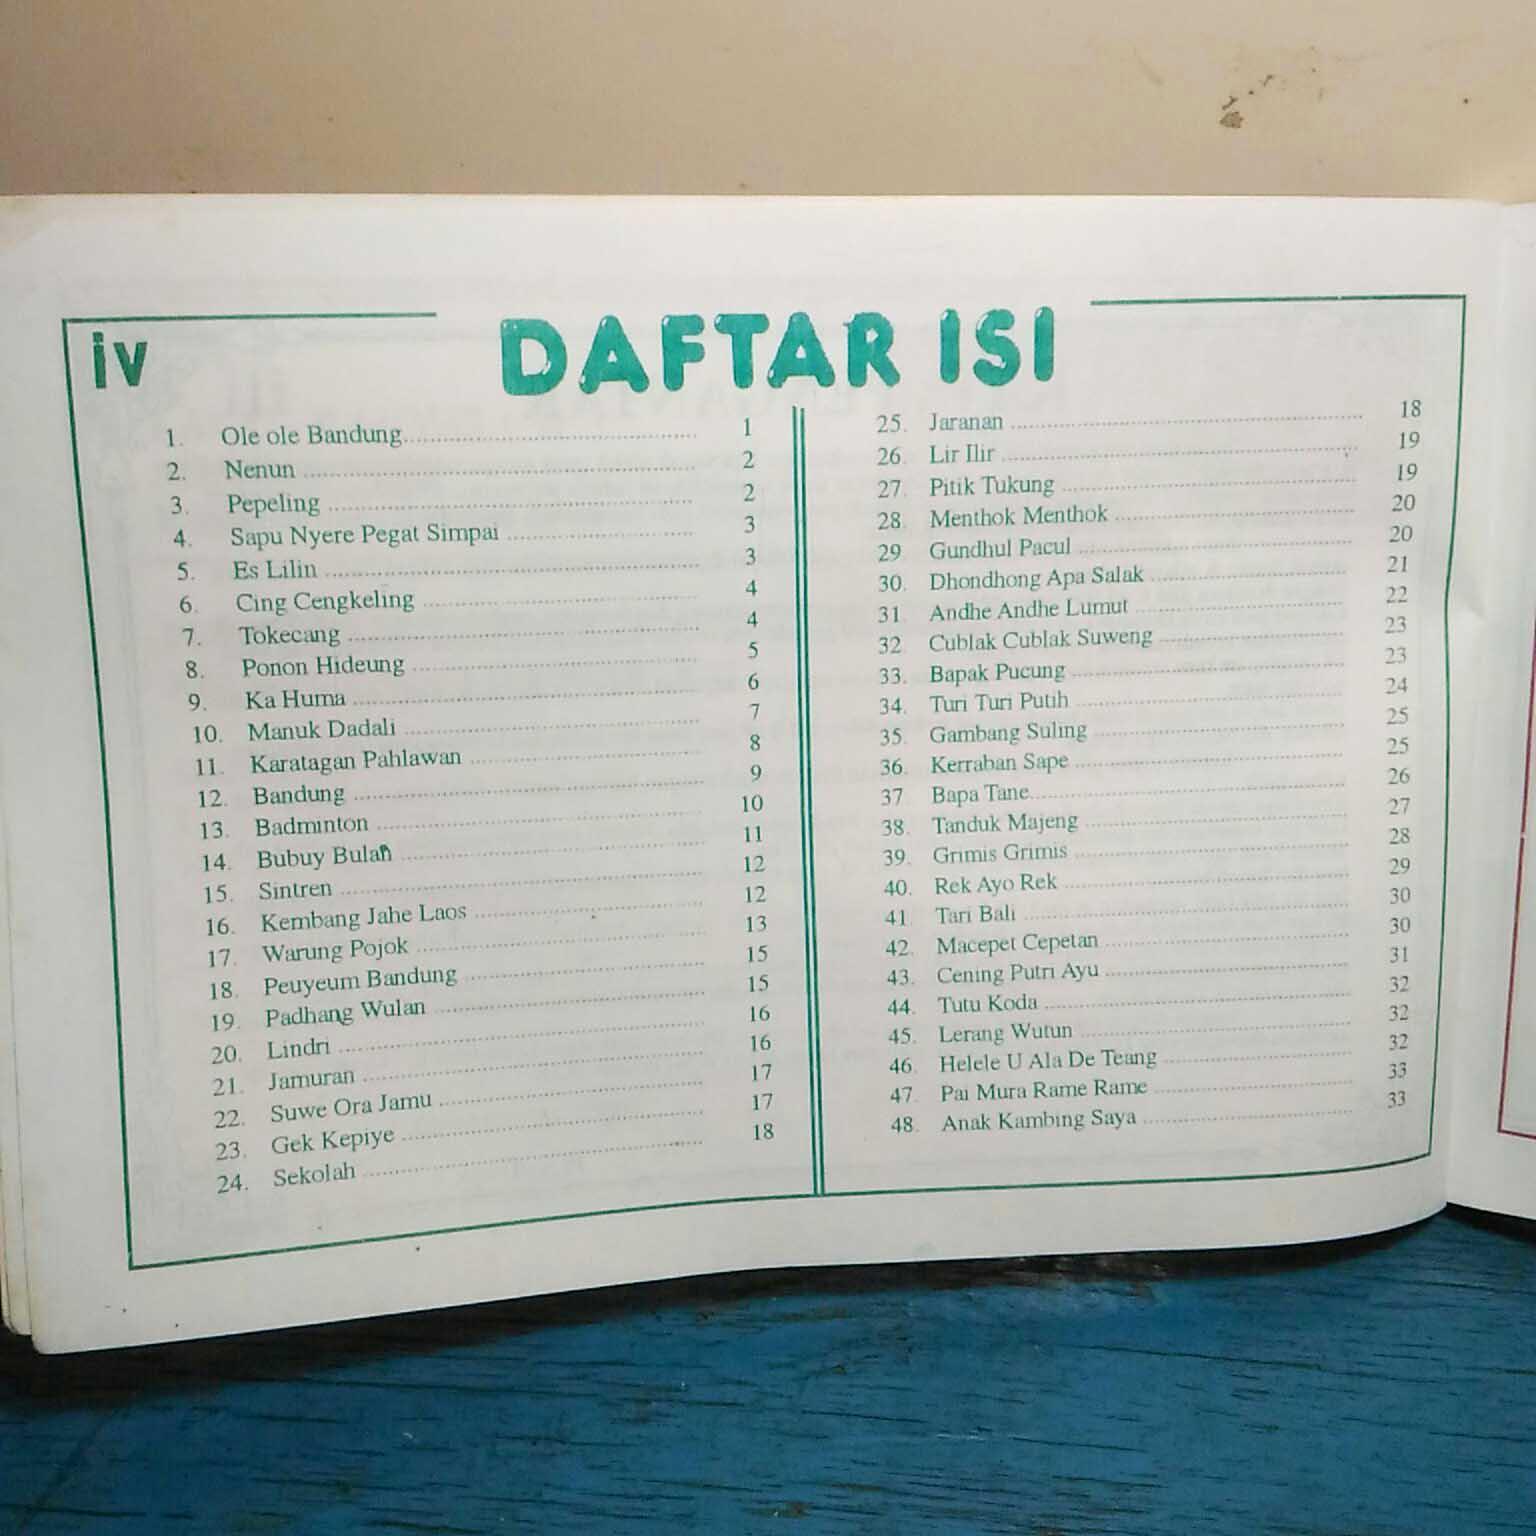 iv
DAFTAR ISI
1. Ole ole Bandung 1
2. Nenun 2
3. Pepeling 2
4. Sapu Nyere Pegat Simpai 3
5. Es Lilin 3
6. Cing Cengkeling 4
7. Tokecang 4
8. Ponon Hideung 5
9. Ka Huma 6
10. Manuk Dadali 7
11. Karatagan Pahlawan 8
12. Bandung 9
13. Badminton 10
14. Bubuy Bulan 11
15. Sintren 12
16. Kembang Jahe Laos 12
17. Warung Pojok 13
18. Peuyeum Bandung 15
19. Padhang Wulan 15
20. Lindri 16
21. Jamuran 16
22. Suwe Ora Jamu 17
23. Gek Kepiye 17
24. Sekolah 18
25. Jaranan 18
26. Lir Ilir 19
27. Pitik Tukung 19
28. Menthok Menthok 20
29 Gundhul Pacul 20
30. Dhondhong Apa Salak 21
31. Andhe Andhe Lumut 22
32. Cublak Cublak Suweng 23
33. Bapak Pucung 23
34. Turi Turi Putih 24
35. Gambang Suling 25
36. Kerraban Sape 25
37 Bapa Tane 26
38. Tanduk Majeng 27
39. Grimis Grimis 28
40. Rek Ayo Rek 29
41. Tari Bali 30
42. Macepet Cepetan 30
43. Cening Putri Ayu 31
44. Tutu Koda 32
45. Lerang Wutun 32
46. Helele U Ala De Teang 32
47. Pai Mura Rame Rame 33
48. Anak Kambing Saya 33